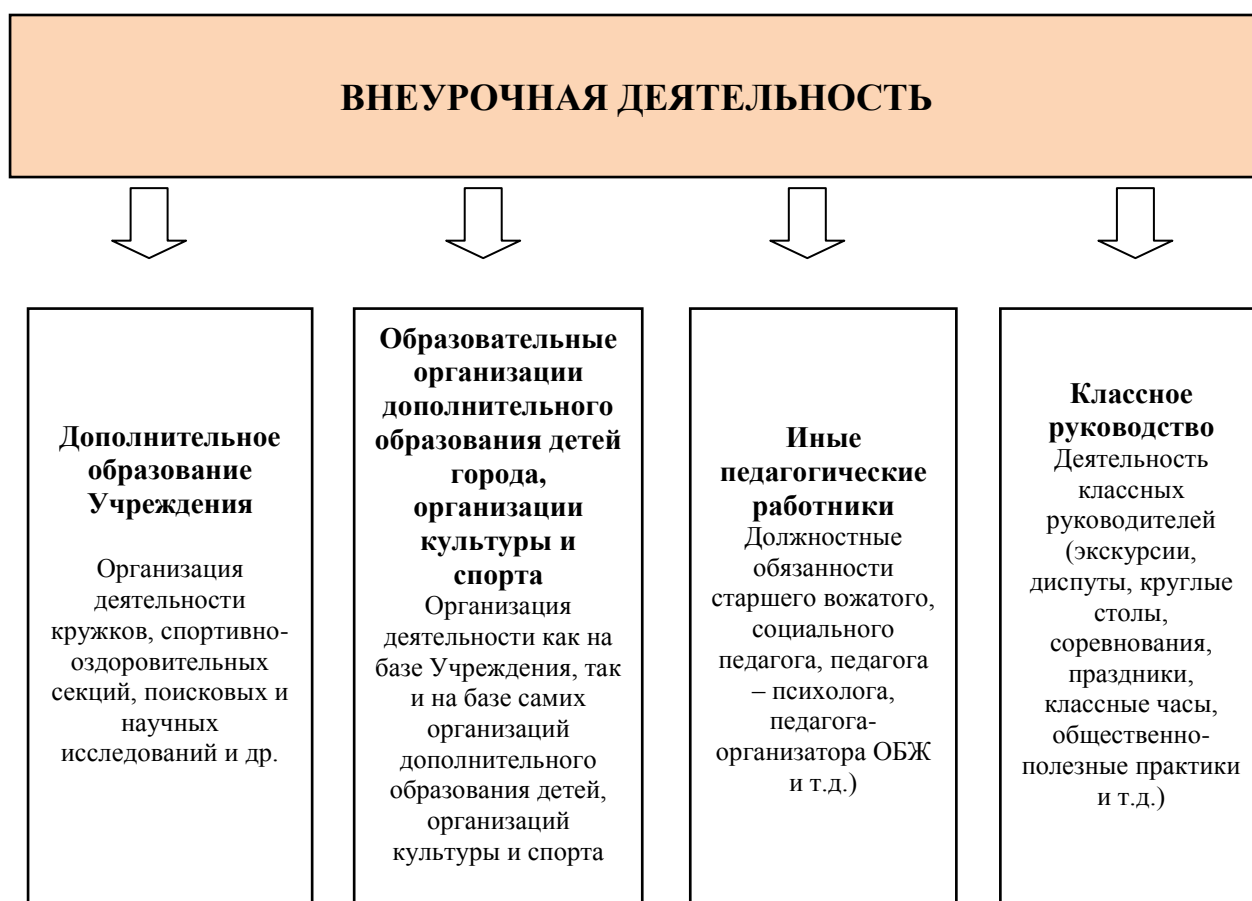 ВНЕУРОЧНАЯ ДЕЯТЕЛЬНОСТЬ
Дополнительное
образование
Учреждения
Организация
деятельности
кружков, спортивно-
оздоровительных
секций, поисковых и
научных
исследований и др.
Образовательные
организации
дополнительного
образования детей
города,
организации
культуры и
спорта
Организация
деятельности как на
базе Учреждения, так
и на базе самих
организаций
дополнительного
образования детей,
организаций
культуры и спорта
Иные
педагогические
работники
Должностные
обязанности
старшего вожатого,
социального
педагога, педагога
– психолога,
педагога-
организатора ОБЖ
и т.д.)
Классное
руководство
Деятельность
классных
руководителей
(экскурсии,
диспуты, круглые
столы,
соревнования,
праздники,
классные часы,
общественно-
полезные практики
и т.д.)